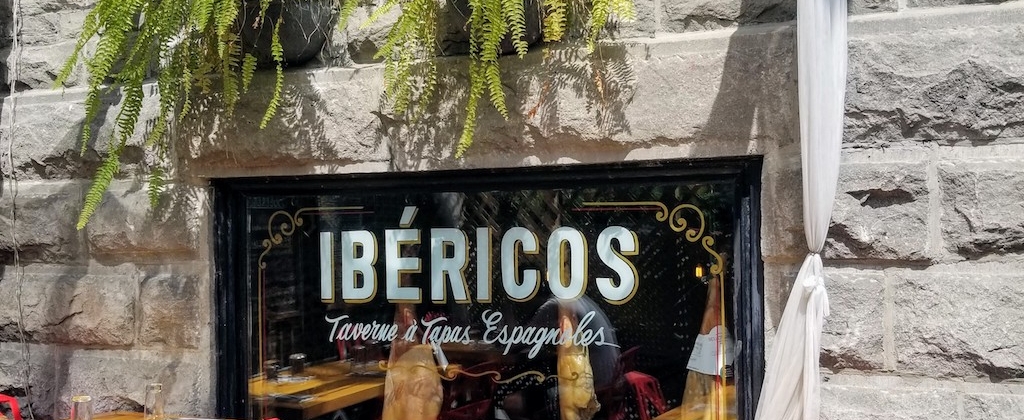 IBÉRICOS
Taverne à Tapas Espagnoles